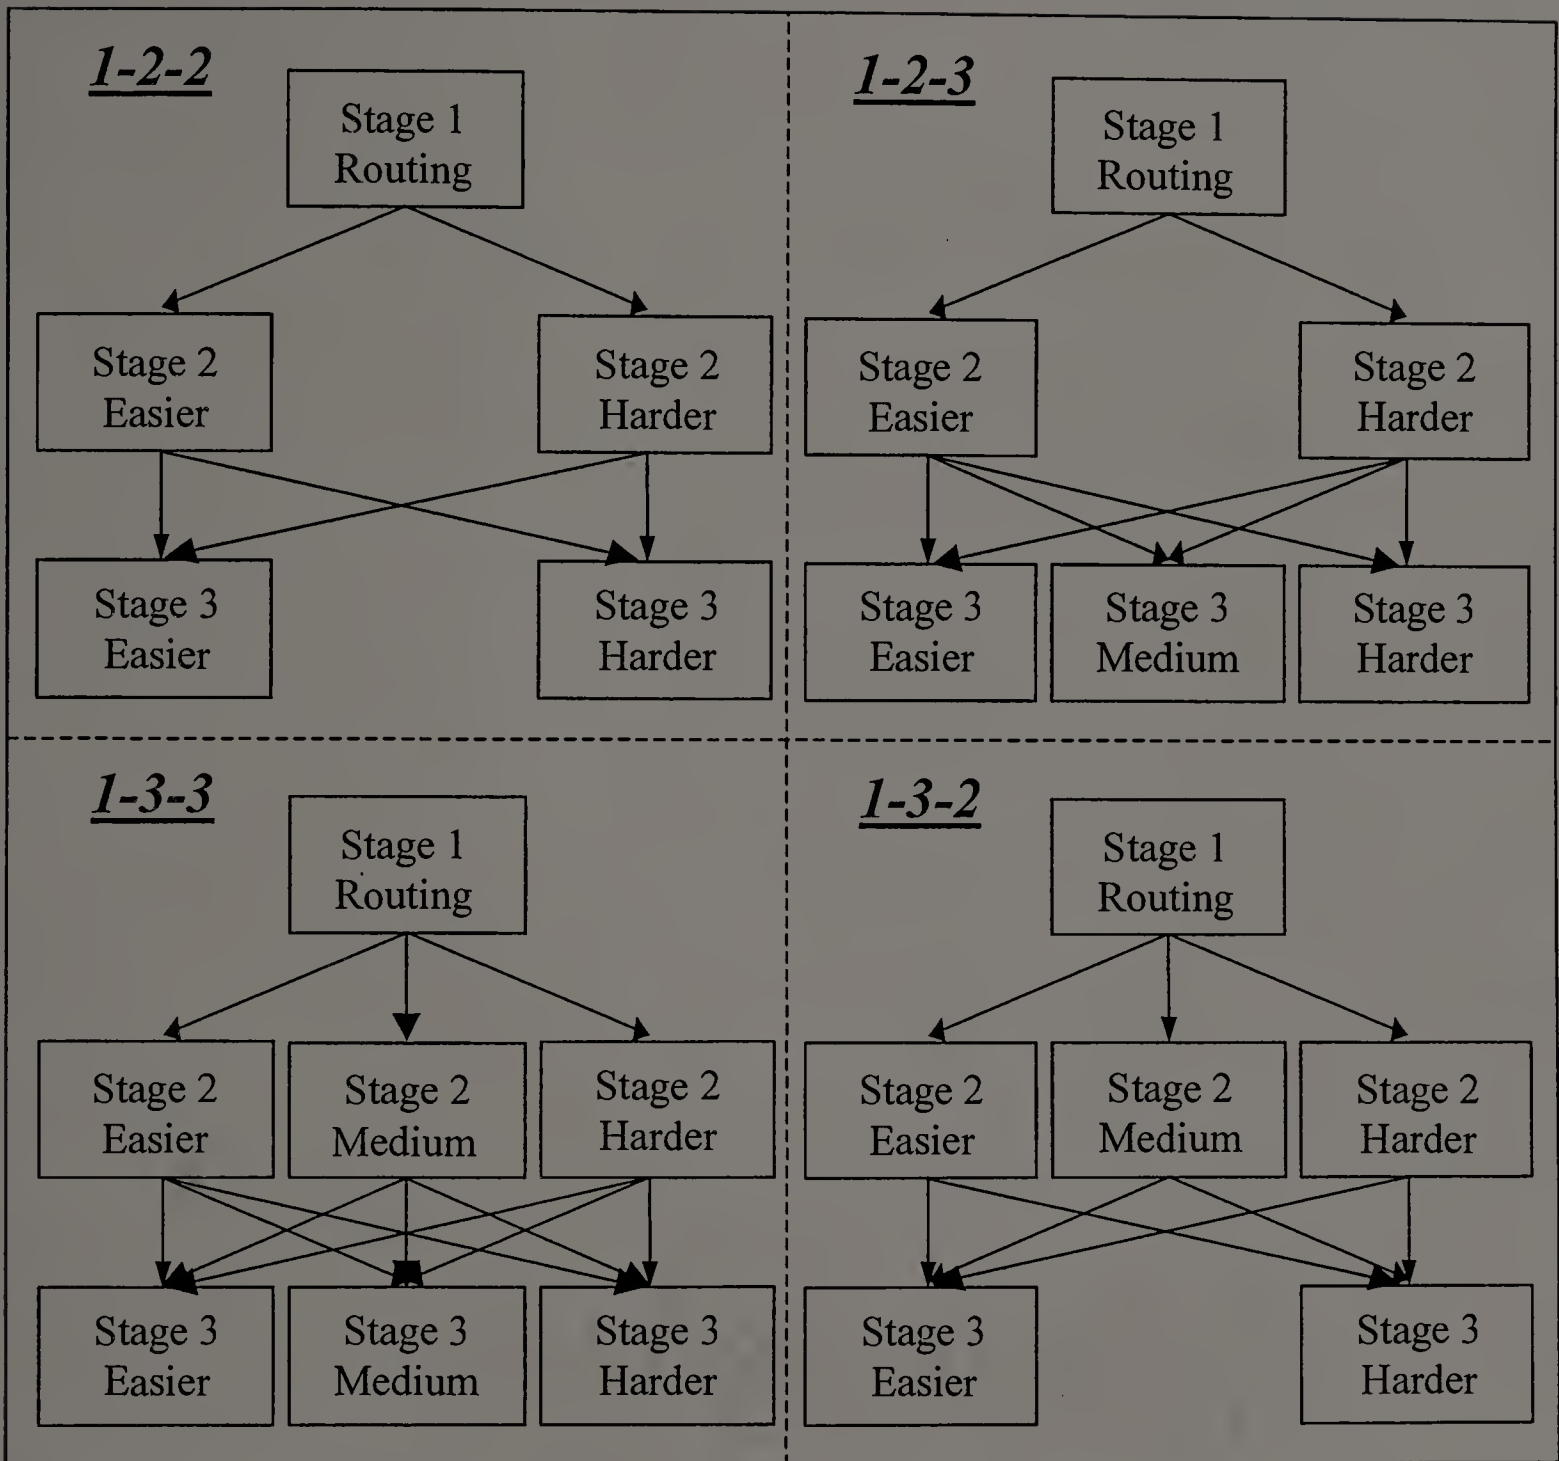 1-2-2
Stage 1
Routing
Stage 2
Easier
Stage 2
Harder
Stage 3
Easier
Stage 3
Harder
1-2-3
Stage 1
Routing
Stage 2
Easier
Stage 2
Harder
Stage 3
Easier
Stage 3
Medium
Stage 3
Harder
1-3-3
Stage 1
Routing
Stage 2
Easier
Stage 2
Medium
Stage 2
Harder
Stage 3
Easier
Stage 3
Medium
Stage 3
Harder
1-3-2
Stage 1
Routing
Stage 2
Easier
Stage 2
Medium
Stage 2
Harder
Stage 3
Easier
Stage 3
Harder